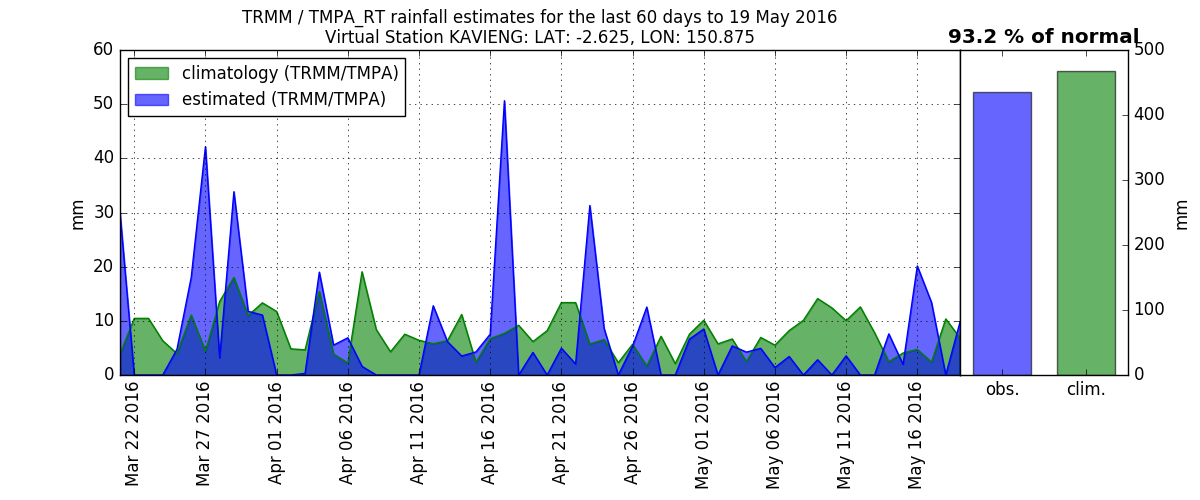 TRMM / TMPA_RT rainfall estimates for the last 60 days to 19 May 2016
Virtual Station KAVIENG: LAT: -2.625, LON: 150.875
93.2 % of normal
climatology (TRMM/TMPA)
estimated (TRMM/TMPA)
60
50
40
30
20
10
0
mm
500
400
300
200
100
0
mm
obs.
clim.
Mar 22 2016
Mar 27 2016
Apr 01 2016
Apr 06 2016
Apr 11 2016
Apr 16 2016
Apr 21 2016
Apr 26 2016
May 01 2016
May 06 2016
May 11 2016
May 16 2016